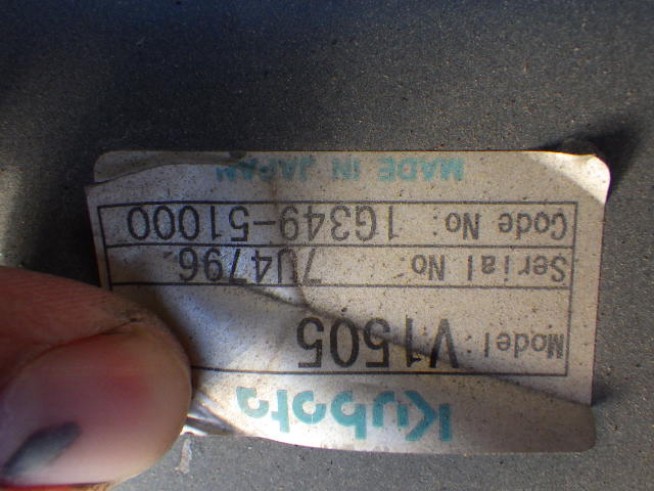 Kubota
Model: V1505
Serial No: 7U4796
Code No: 1G349-51000
MADE IN JAPAN